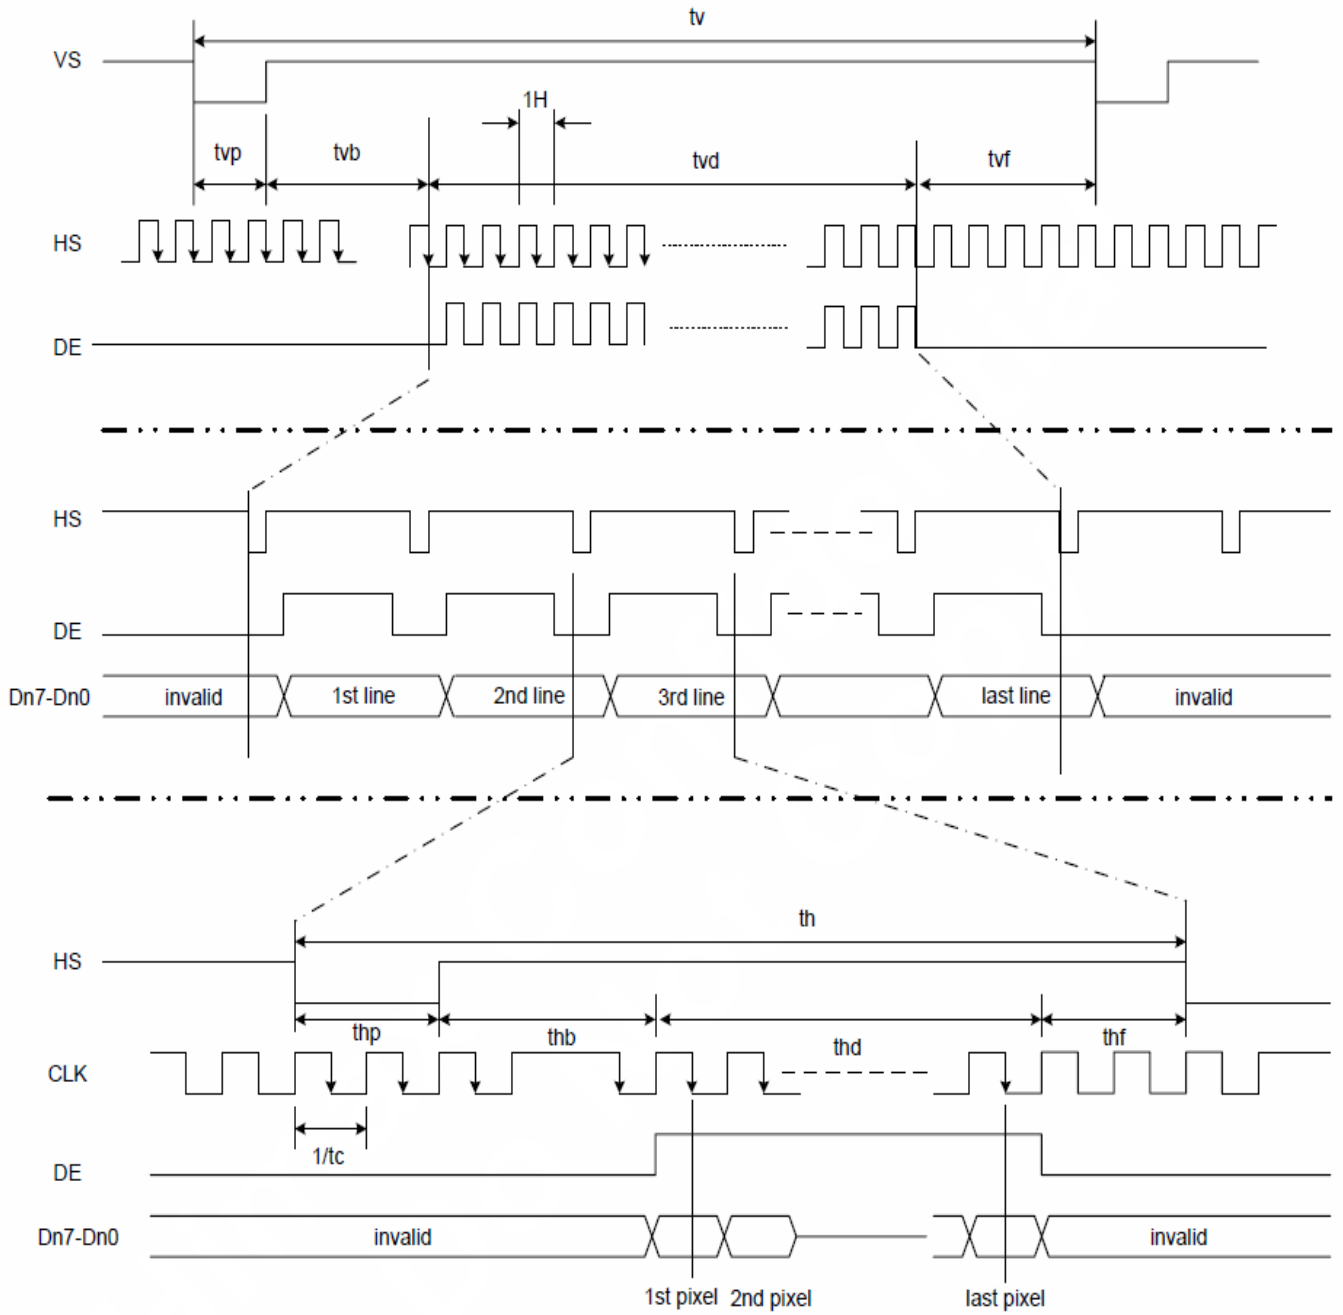 tv
VS
1H
tvp tvb tvd tvf
HS
DE
HS
DE
Dn7-Dn0 invalid 1st line 2nd line 3rd line last line invalid
th
HS
thp thb thd thf
CLK
1/tc
DE
Dn7-Dn0 invalid invalid
1st pixel 2nd pixel last pixel